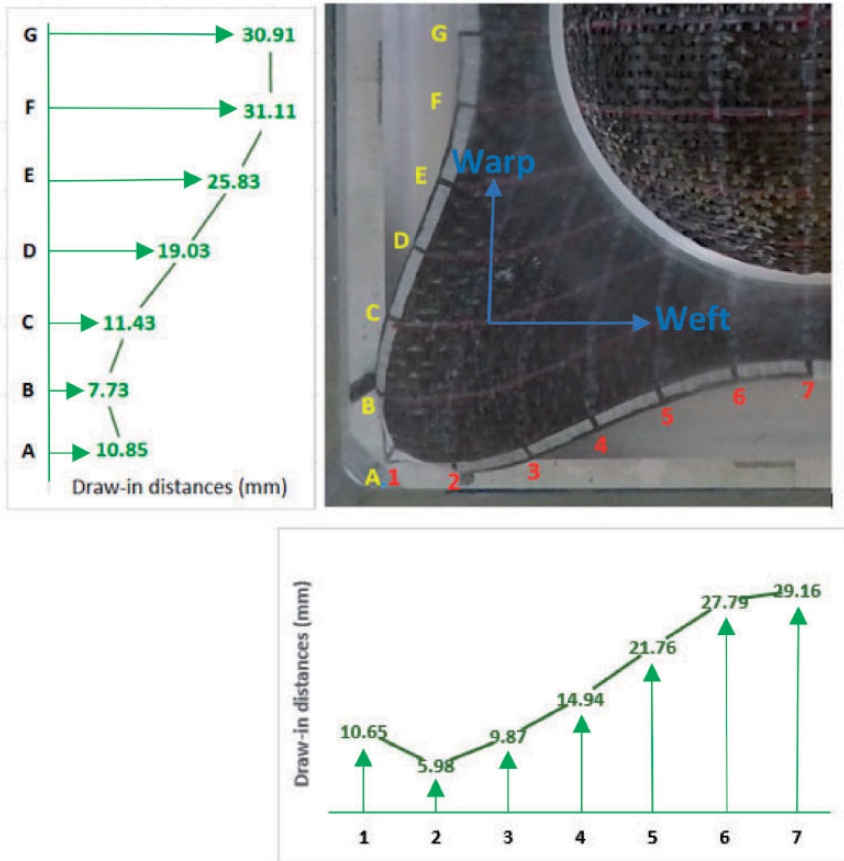 G 30.91
F 31.11
E 25.83
D 19.03
C 11.43
B 7.73
A 10.85
Draw-in distances (mm)
G
F
E
D
C
B
A
Warp
Weft
1
2
3
4
5
6
7
Draw-in distances (mm)
10.65
5.98
9.87
14.94
21.76
27.79
29.16
1 2 3 4 5 6 7